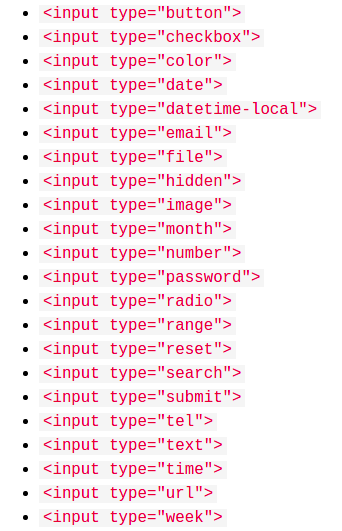 <input type="button">
<input type="checkbox">
<input type="color">
<input type="date">
<input type="datetime-local">
<input type="email">
<input type="file">
<input type="hidden">
<input type="image">
<input type="month">
<input type="number">
<input type="password">
<input type="radio">
<input type="range">
<input type="reset">
<input type="search">
<input type="submit">
<input type="tel">
<input type="text">
<input type="time">
<input type="url">
<input type="week">